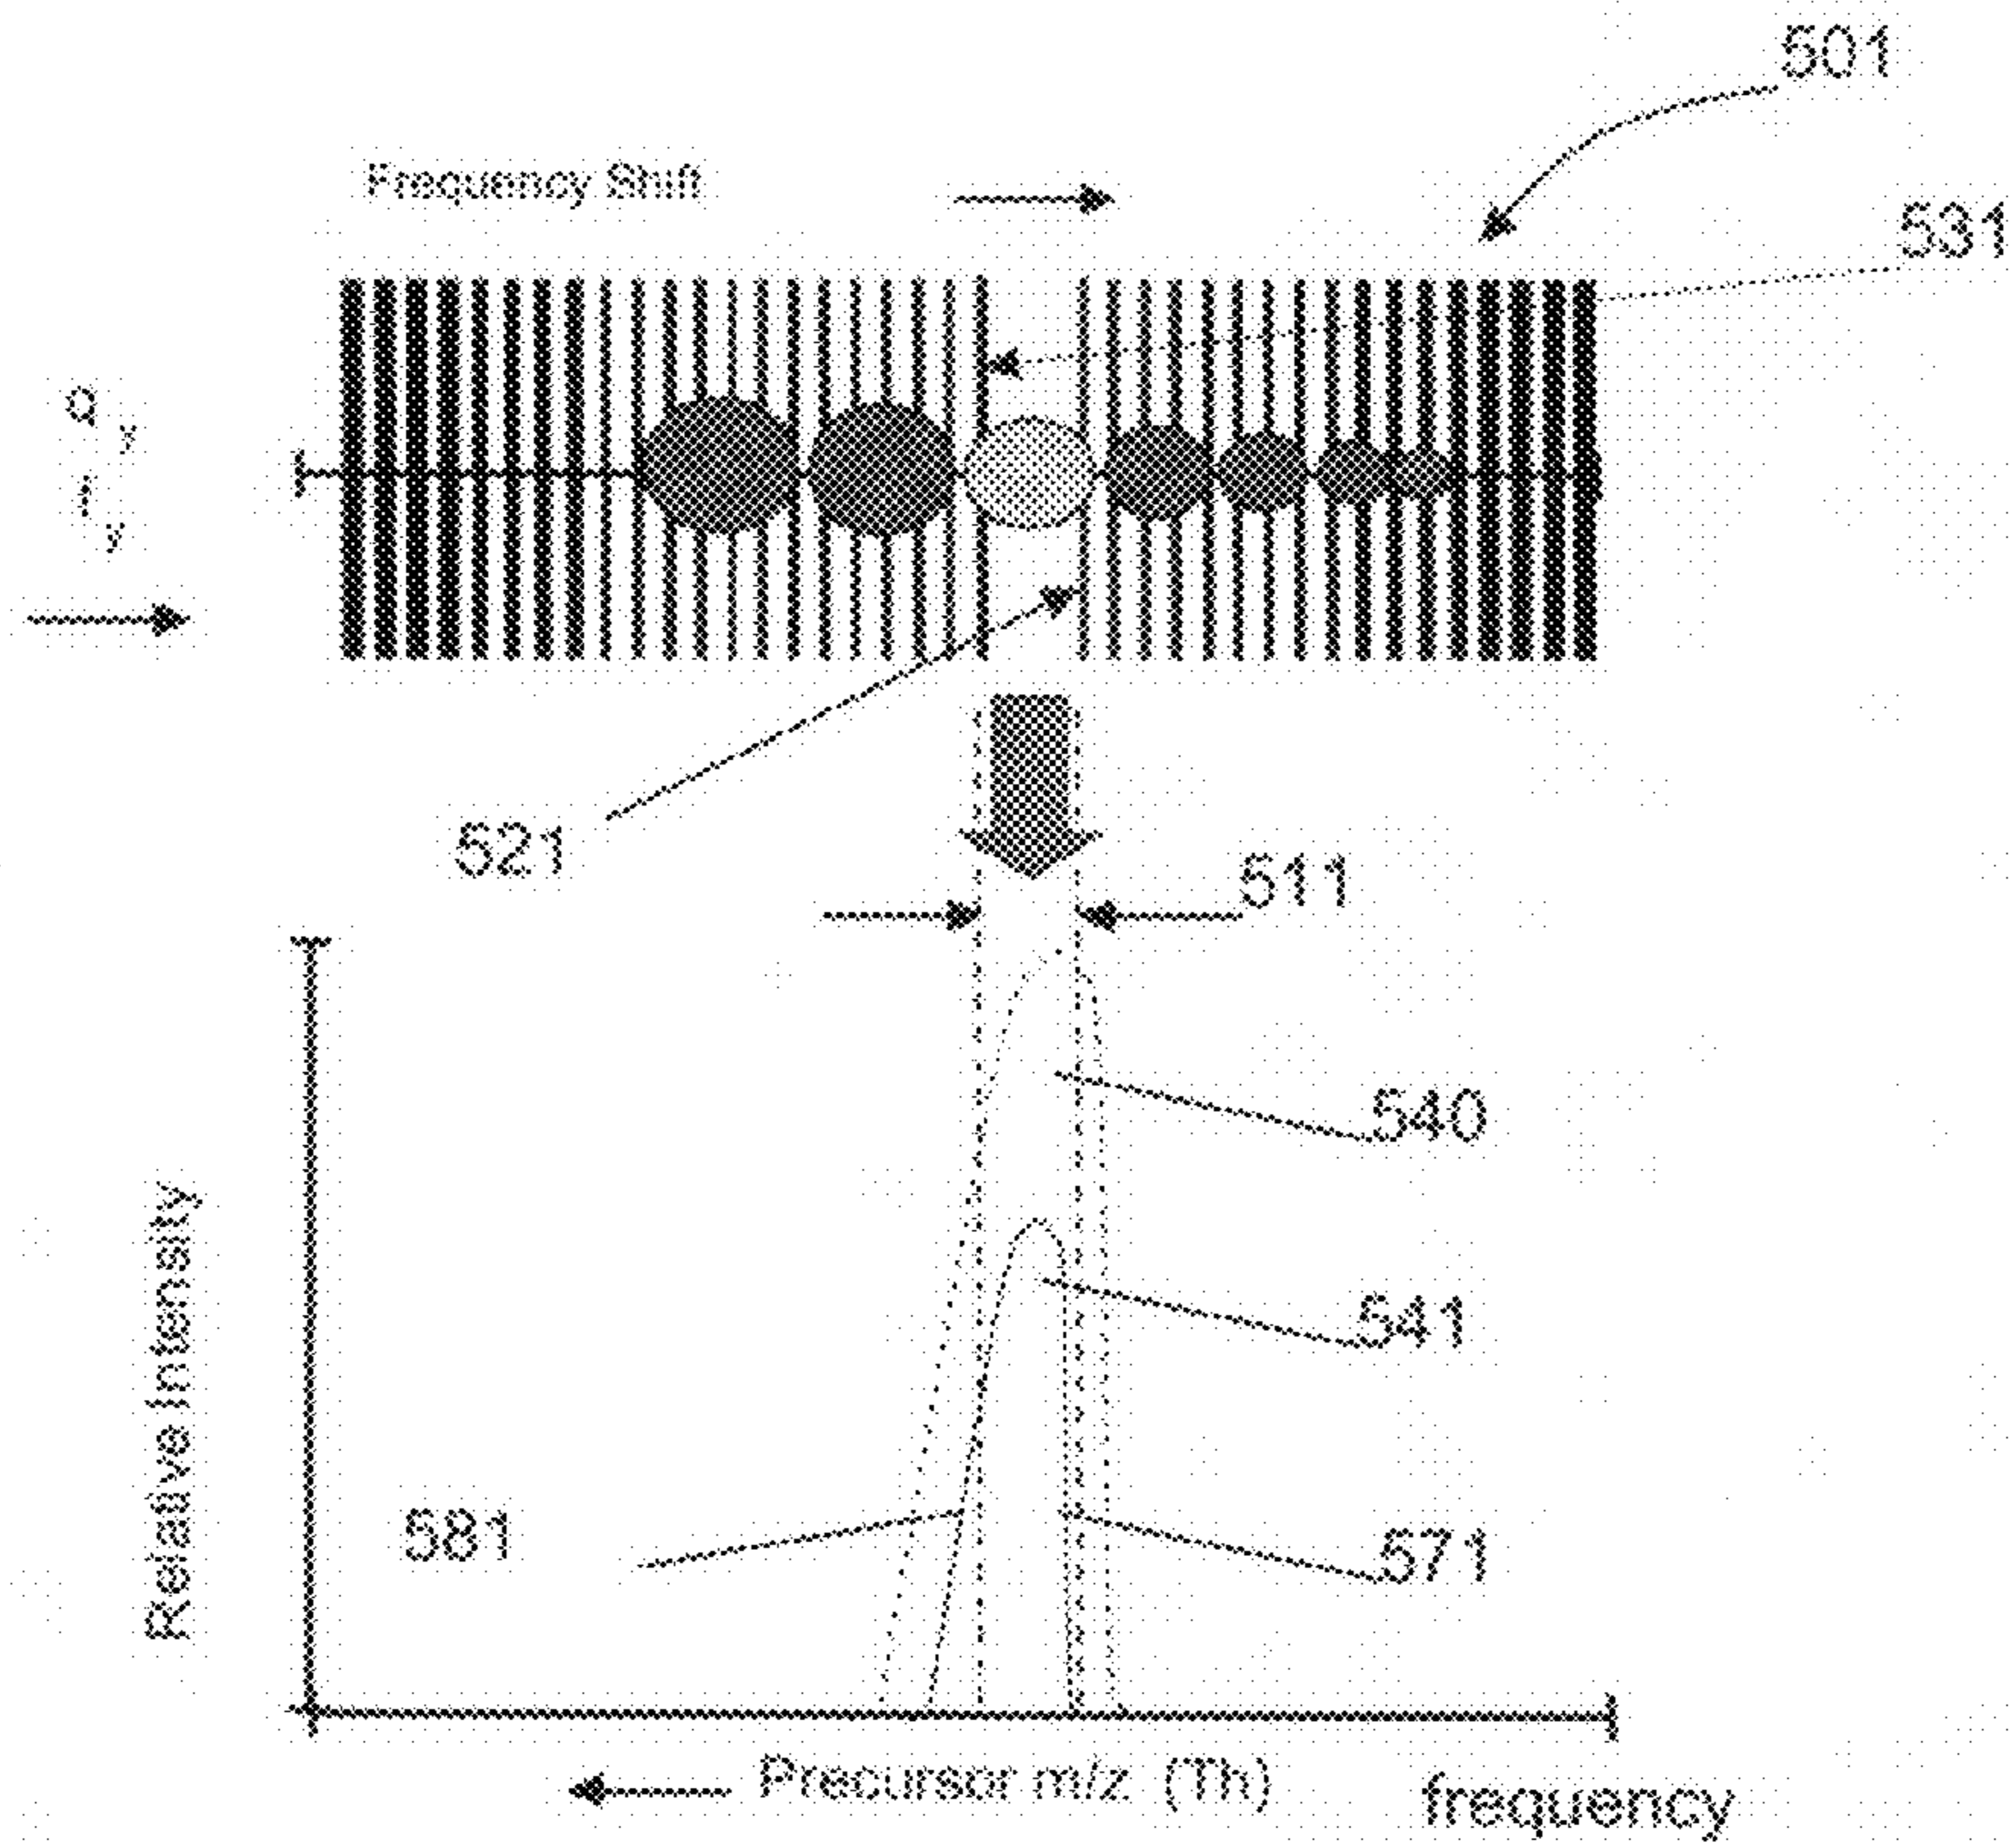 501
Frequency Shift
531
q y
f y
521
511
540
541
581
571
Relative Intensity
Precursor m/z (Th)
frequency